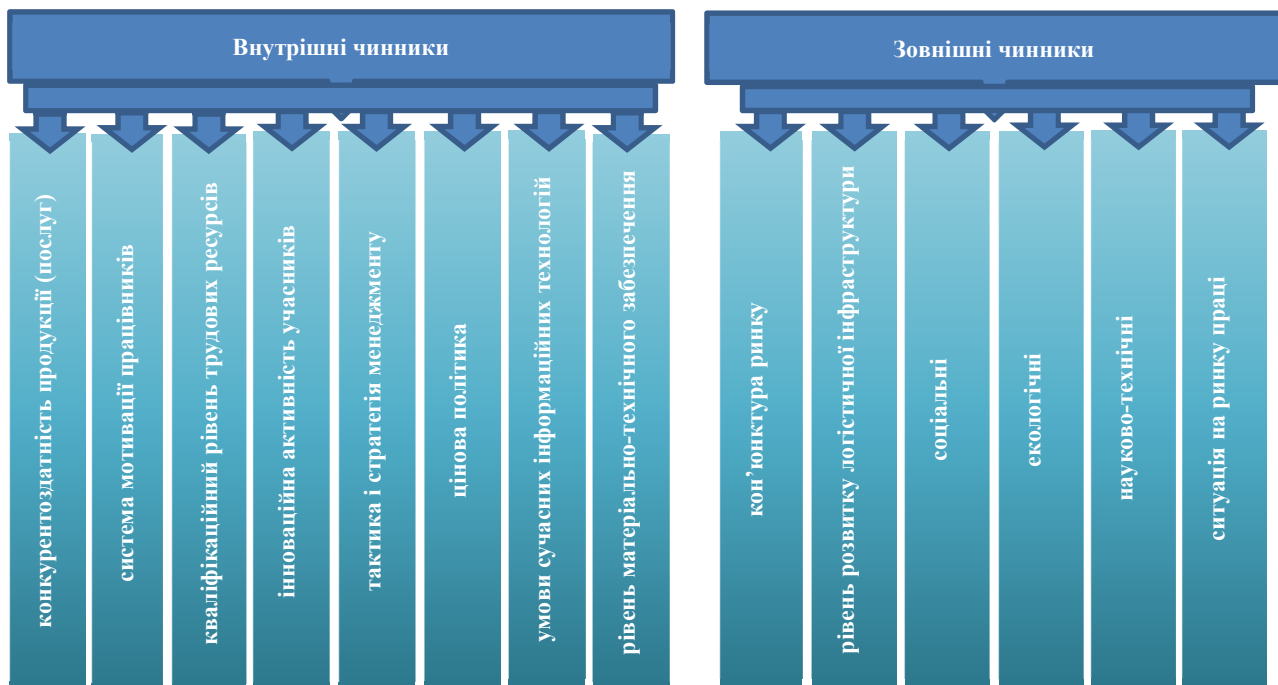 Внутрішні чинники
конкурентоздатність продукції (послуг)
система мотивації працівників
кваліфікаційний рівень трудових ресурсів
інноваційна активність учасників
тактика і стратегія менеджменту
цінова політика
умови сучасних інформаційних технологій
рівень матеріально-технічного забезпечення
Зовнішні чинники
кон’юнктура ринку
рівень розвитку логістичної інфраструктури
соціальні
екологічні
науково-технічні
ситуація на ринку праці